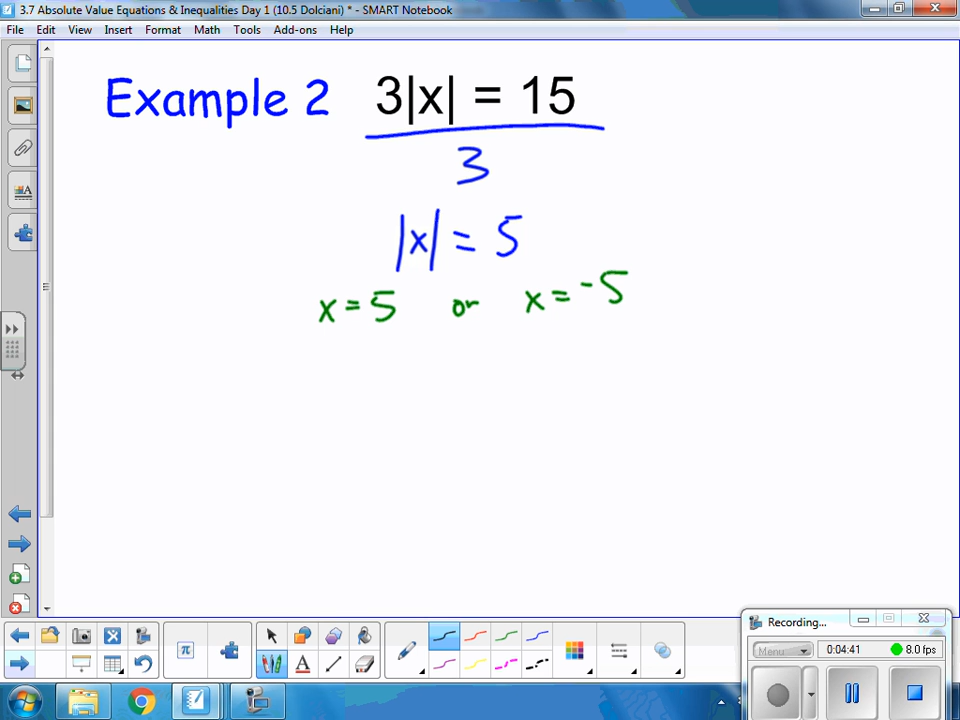 3.7 Absolute Value Equations & Inequalities Day 1 (10.5 Dolciani) * - SMART Notebook
File Edit View Insert Format Math Tools Add-ons Help
Example 2 3|x| = 15
3
|x| = 5
x = 5 or x = -5
Recording...
Menu 0:04:41 8.0 fps